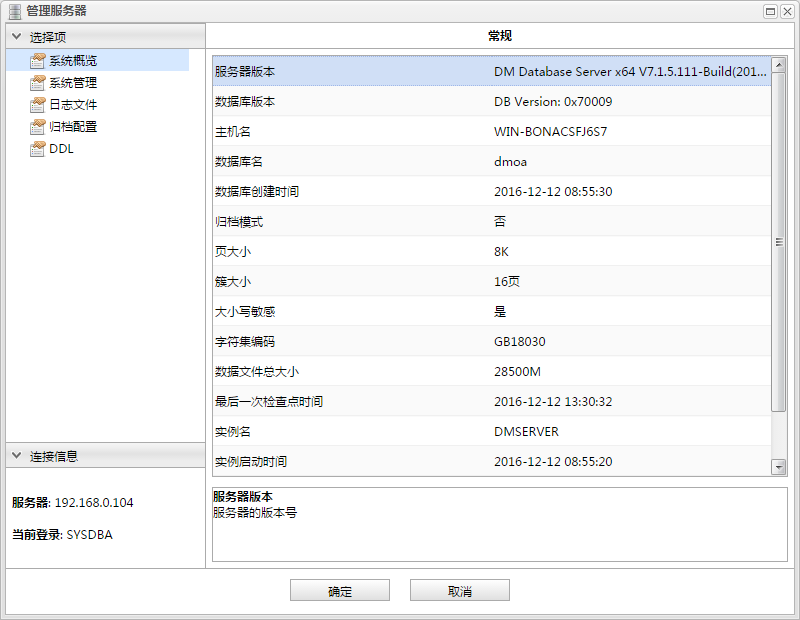 管理服务器
选择项
系统概览
系统管理
日志文件
归档配置
DDL
连接信息
服务器: 192.168.0.104
当前登录: SYSDBA
常规
服务器版本 DM Database Server x64 V7.1.5.111-Build(201...
数据库版本 DB Version: 0x70009
主机名 WIN-BONACSFJ6S7
数据库名 dmoa
数据库创建时间 2016-12-12 08:55:30
归档模式 否
页大小 8K
簇大小 16页
大小写敏感 是
字符集编码 GB18030
数据文件总大小 28500M
最后一次检查点时间 2016-12-12 13:30:32
实例名 DMSERVER
实例启动时间 2016-12-12 08:55:20
服务器版本
服务器的版本号
确定 取消